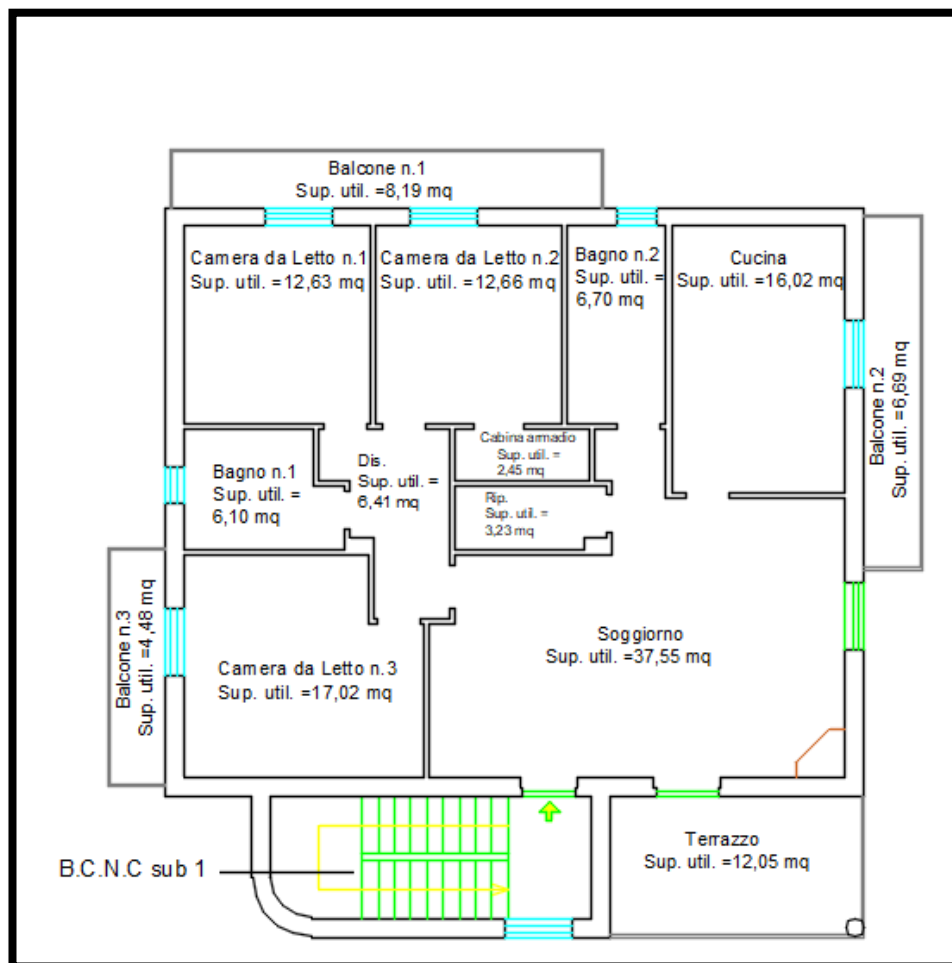 Balcone n.1
Sup. util. =8,19 mq
Camera da Letto n.1
Sup. util. =12,63 mq
Camera da Letto n.2
Sup. util. =12,66 mq
Bagno n.2
Sup. util. =
6,70 mq
Cucina
Sup. util. =16,02 mq
Balcone n.2
Sup. util. =6,69 mq
Bagno n.1
Sup. util. =
6,10 mq
Dis.
Sup. util. =
6,41 mq
Cabina armadio
Sup. util. =
2,45 mq
Rip.
Sup. util. =
3,23 mq
Balcone n.3
Sup. util. =4,48 mq
Camera da Letto n.3
Sup. util. =17,02 mq
Soggiorno
Sup. util. =37,55 mq
B.C.N.C sub 1
Terrazzo
Sup. util. =12,05 mq